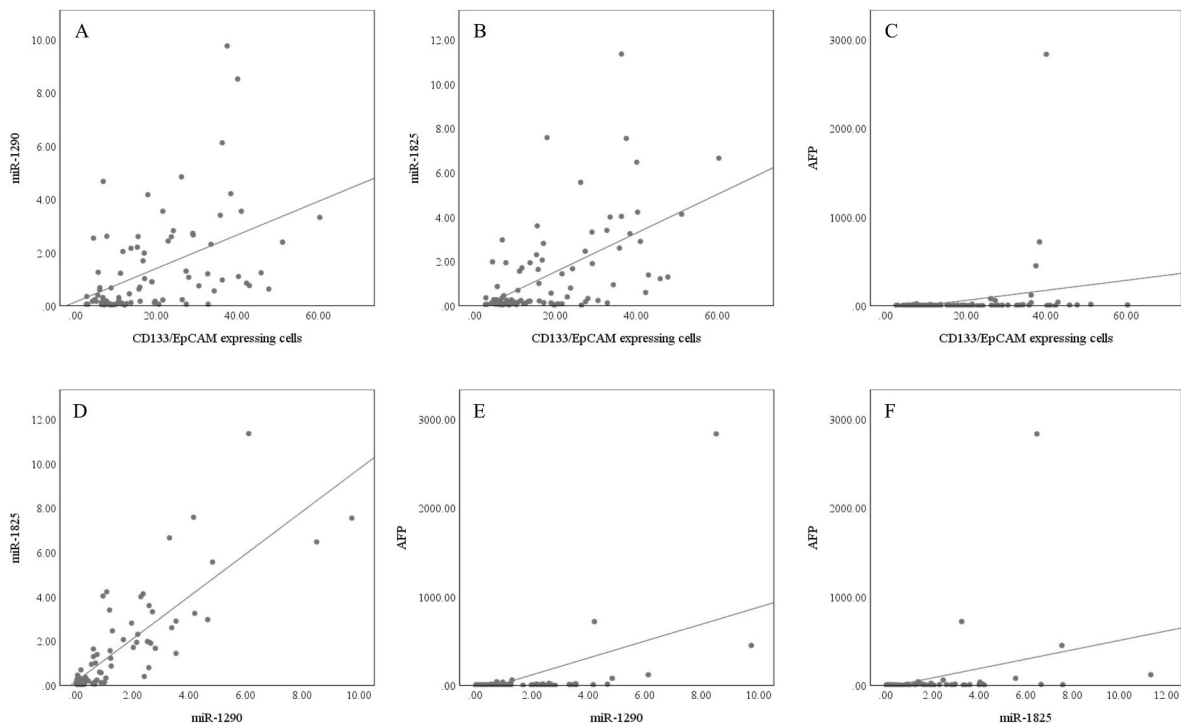 A
10.00
8.00
6.00
4.00
2.00
.00
miR-1290
.00 20.00 40.00 60.00
CD133/EpCAM expressing cells
B
12.00
10.00
8.00
6.00
4.00
2.00
.00
miR-1825
.00 20.00 40.00 60.00
CD133/EpCAM expressing cells
C
3000.00
2000.00
1000.00
.00
AFP
.00 20.00 40.00 60.00
CD133/EpCAM expressing cells
D
12.00
10.00
8.00
6.00
4.00
2.00
.00
miR-1825
.00 2.00 4.00 6.00 8.00 10.00
miR-1290
E
3000.00
2000.00
1000.00
.00
AFP
.00 2.00 4.00 6.00 8.00 10.00
miR-1290
F
3000.00
2000.00
1000.00
.00
AFP
.00 2.00 4.00 6.00 8.00 10.00 12.00
miR-1825